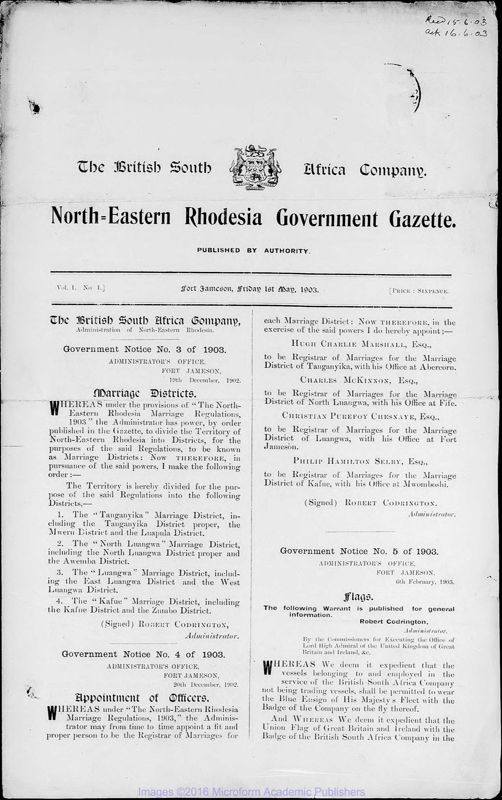 Recd 15.6.03
ack 16.6.03
The British South Africa Company.
North=Eastern Rhodesia Government Gazette.
PUBLISHED BY AUTHORITY.
Vol. 1. No 1.] Fort Jameson, Friday 1st May, 1903. [PRICE : SIXPENCE.
The British South Africa Company,
Administration of North-Eastern Rhodesia.
Government Notice No. 3 of 1903.
ADMINISTRATOR'S OFFICE,
FORT JAMESON,
19th December, 1902.
Marriage Districts.
WHEREAS under the provisions of "The North-
Eastern Rhodesia Marriage Regulations,
1903" the Administrator has power, by order
published in the Gazette, to divide the Territory of
North-Eastern Rhodesia into Districts, for the
purposes of the said Regulations, to be known
as Marriage Districts: NOW THEREFORE, in
pursuance of the said powers, I make the following
order :—
The Territory is hereby divided for the pur-
pose of the said Regulations into the following
Districts,—
1. The "Tanganyika" Marriage District, in-
cluding the Tanganyika District proper, the
Mweru District and the Luapula District.
2. The "North Luangwa" Marriage District,
including the North Luangwa District proper and
the Awemba District.
3. The "Luangwa" Marriage District, includ-
ing the East Luangwa District and the West
Luangwa District.
4. The "Kafue" Marriage District, including
the Kafue District and the Zumbo District.
(Signed) ROBERT CODRINGTON,
Administrator.
Government Notice No. 4 of 1903.
ADMINISTRATOR'S OFFICE,
FORT JAMESON,
20th December, 1902.
Appointment of Officers.
WHEREAS under "The North-Eastern Rhodesia
Marriage Regulations, 1903," the Adminis-
trator may from time to time appoint a fit and
proper person to be the Registrar of Marriages for
each Marriage District: NOW THEREFORE, in the
exercise of the said powers I do hereby appoint ;—
HUGH CHARLIE MARSHALL, ESQ.,
to be Registrar of Marriages for the Marriage
District of Tanganyika, with his Office at Abercorn.
CHARLES McKINNON, ESQ.,
to be Registrar of Marriages for the Marriage
District of North Luangwa, with his Office at Fife.
CHRISTIAN PUREFOY CHESNAYE, ESQ.,
to be Registrar of Marriages for the Marriage
District of Luangwa, with his Office at Fort
Jameson.
PHILIP HAMILTON SELBY, ESQ.,
to be Registrar of Marriages for the Marriage
District of Kafue, with his Office at Mwomboshi.
(Signed) ROBERT CODRINGTON.
Administrator.
Government Notice No. 5 of 1903.
ADMINISTRATOR'S OFFICE,
FORT JAMESON,
6th February, 1903.
Flags.
The following Warrant is published for general
information.
Robert Codrington,
Administrator.
By the Commissioners for Executing the Office of
Lord High Admiral of the United Kingdom of Great
Britain and Ireland, &c.
WHEREAS We deem it expedient that the
vessels belonging to and employed in the
service of the British South Africa Company
not being trading vessels, shall be permitted to wear
the Blue Ensign of His Majesty's Fleet with the
Badge of the Company on the fly thereof.
And WHEREAS We deem it expedient that the
Union Flag of Great Britain and Ireland with the
Badge of the British South Africa Company in the
Images ©2016 Microform Academic Publishers